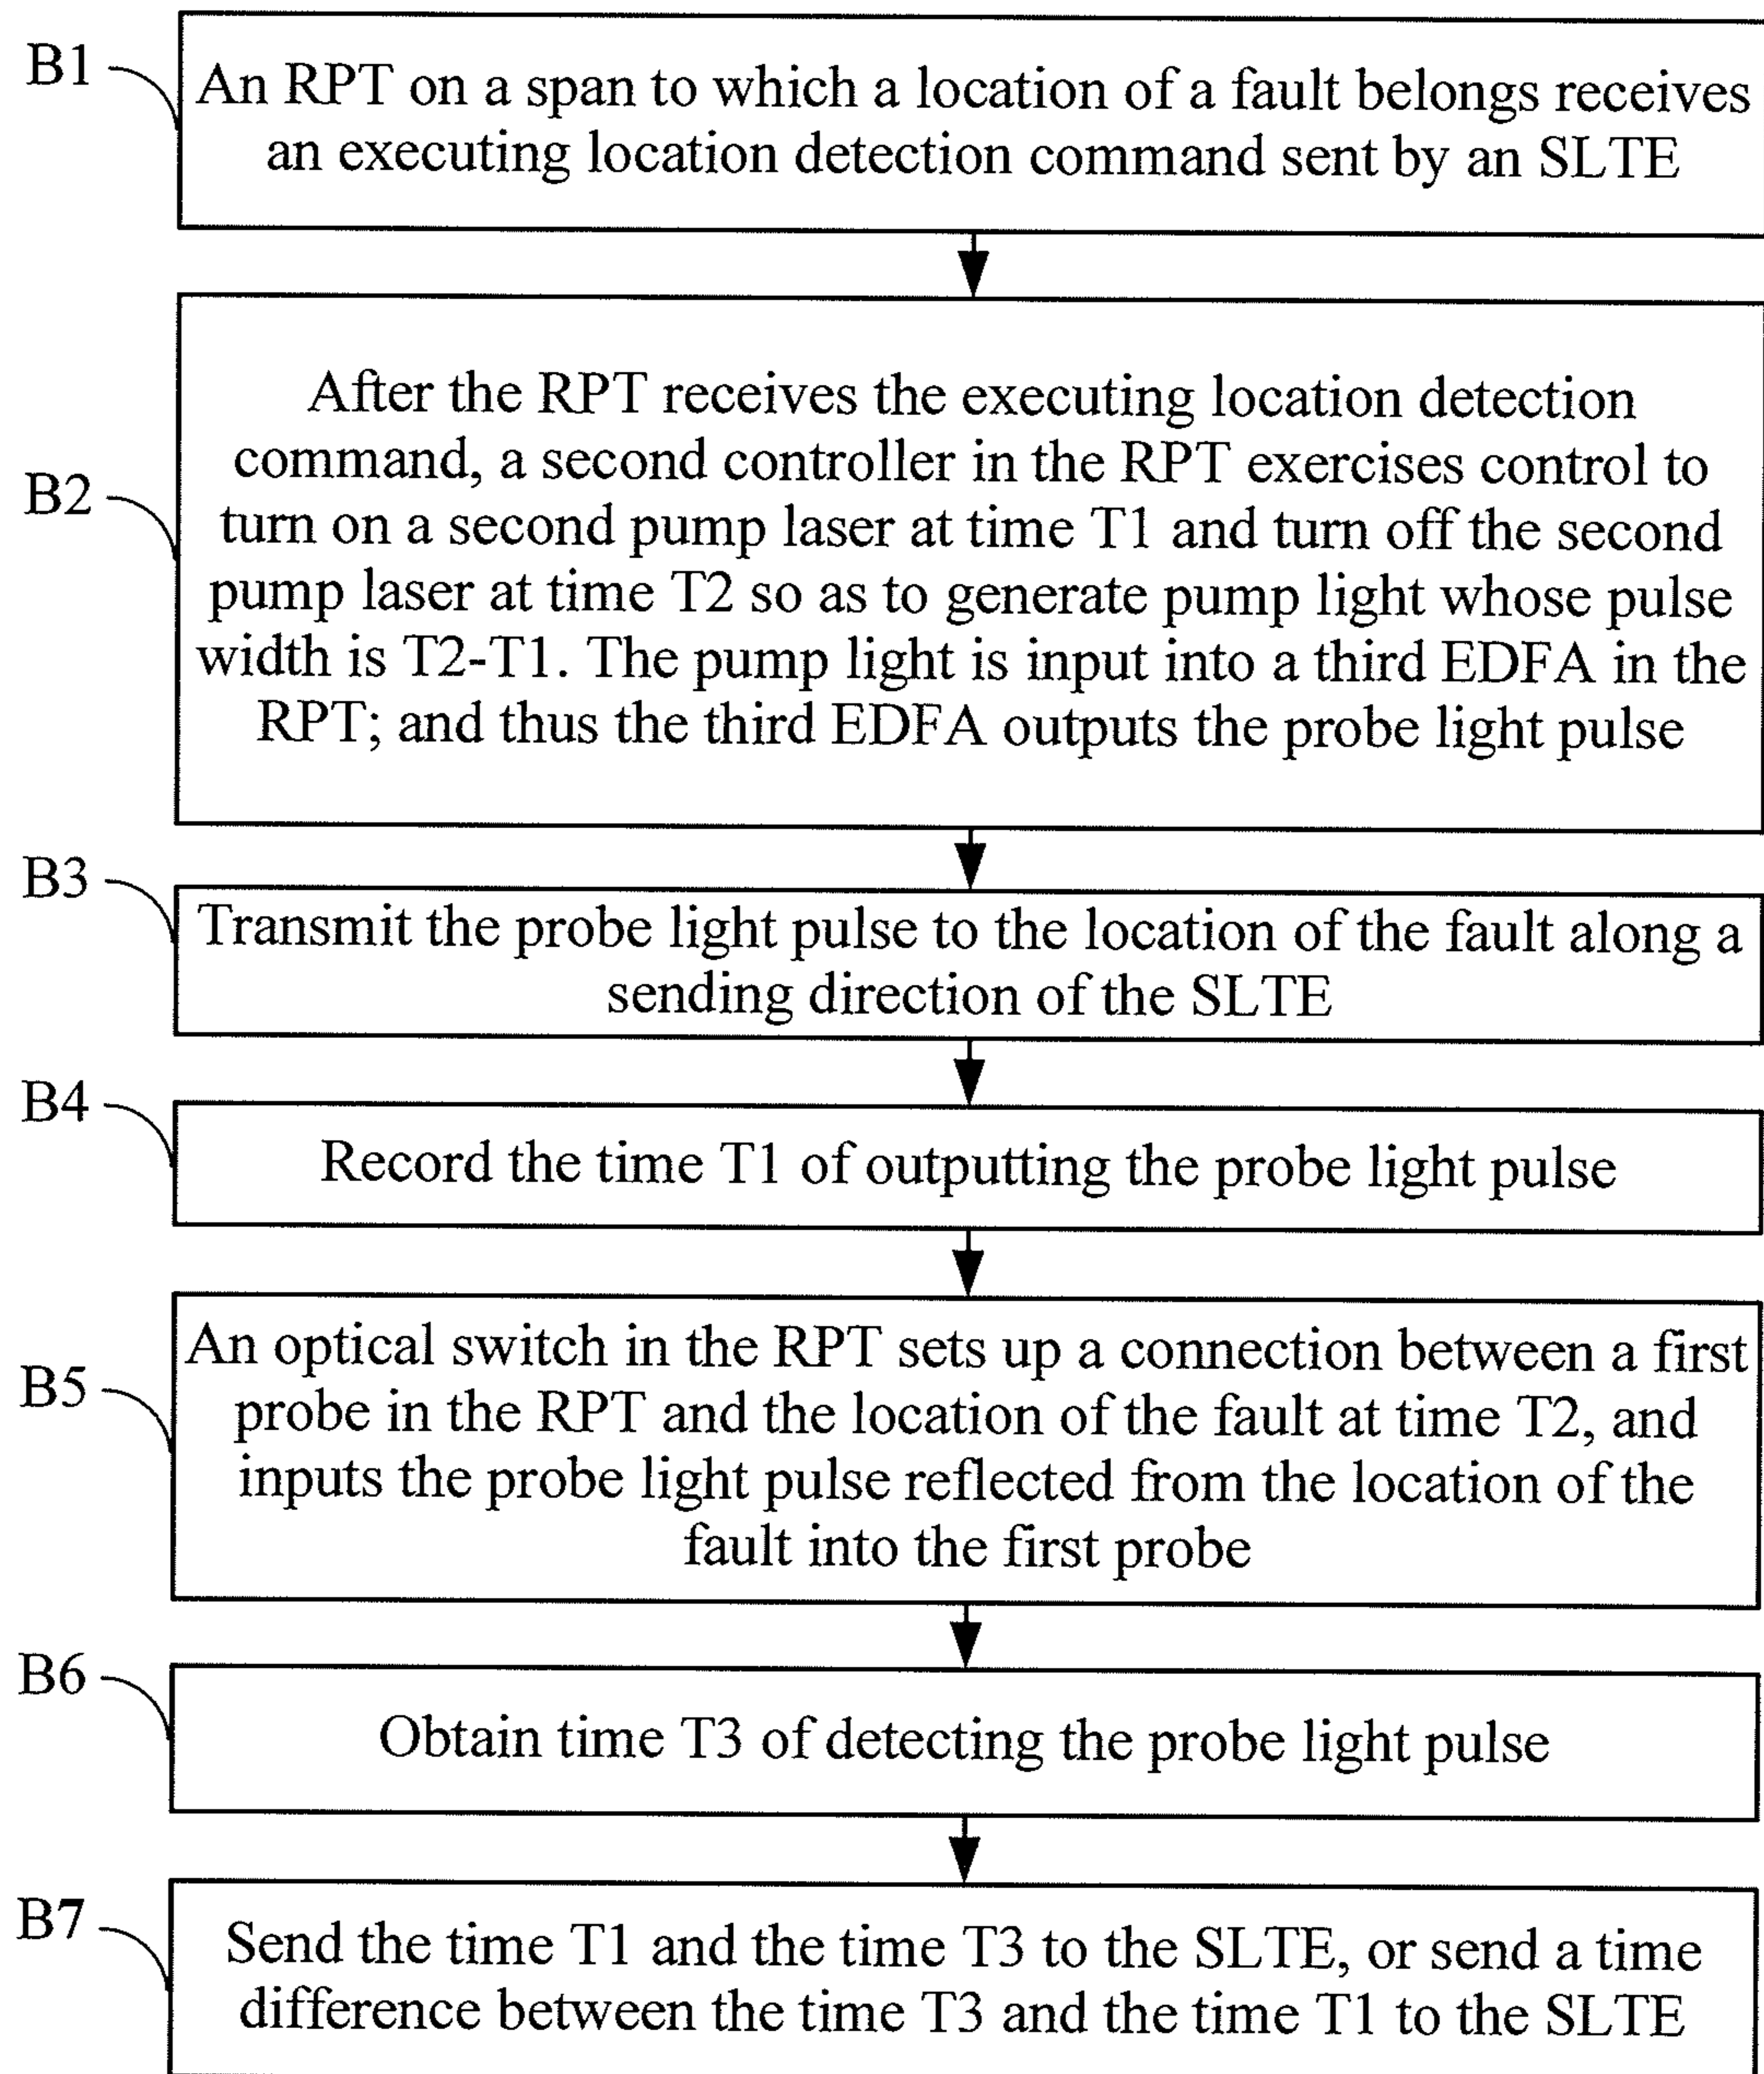 B1
An RPT on a span to which a location of a fault belongs receives
an executing location detection command sent by an SLTE
B2
After the RPT receives the executing location detection
command, a second controller in the RPT exercises control to
turn on a second pump laser at time T1 and turn off the second
pump laser at time T2 so as to generate pump light whose pulse
width is T2-T1. The pump light is input into a third EDFA in the
RPT; and thus the third EDFA outputs the probe light pulse
B3
Transmit the probe light pulse to the location of the fault along a
sending direction of the SLTE
B4
Record the time T1 of outputting the probe light pulse
B5
An optical switch in the RPT sets up a connection between a first
probe in the RPT and the location of the fault at time T2, and
inputs the probe light pulse reflected from the location of the
fault into the first probe
B6
Obtain time T3 of detecting the probe light pulse
B7
Send the time T1 and the time T3 to the SLTE, or send a time
difference between the time T3 and the time T1 to the SLTE